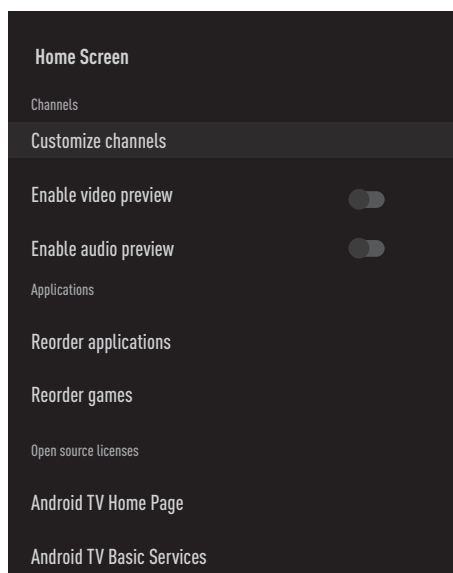 Home Screen
Channels
Customize channels
Enable video preview
Enable audio preview
Applications
Reorder applications
Reorder games
Open source licenses
Android TV Home Page
Android TV Basic Services